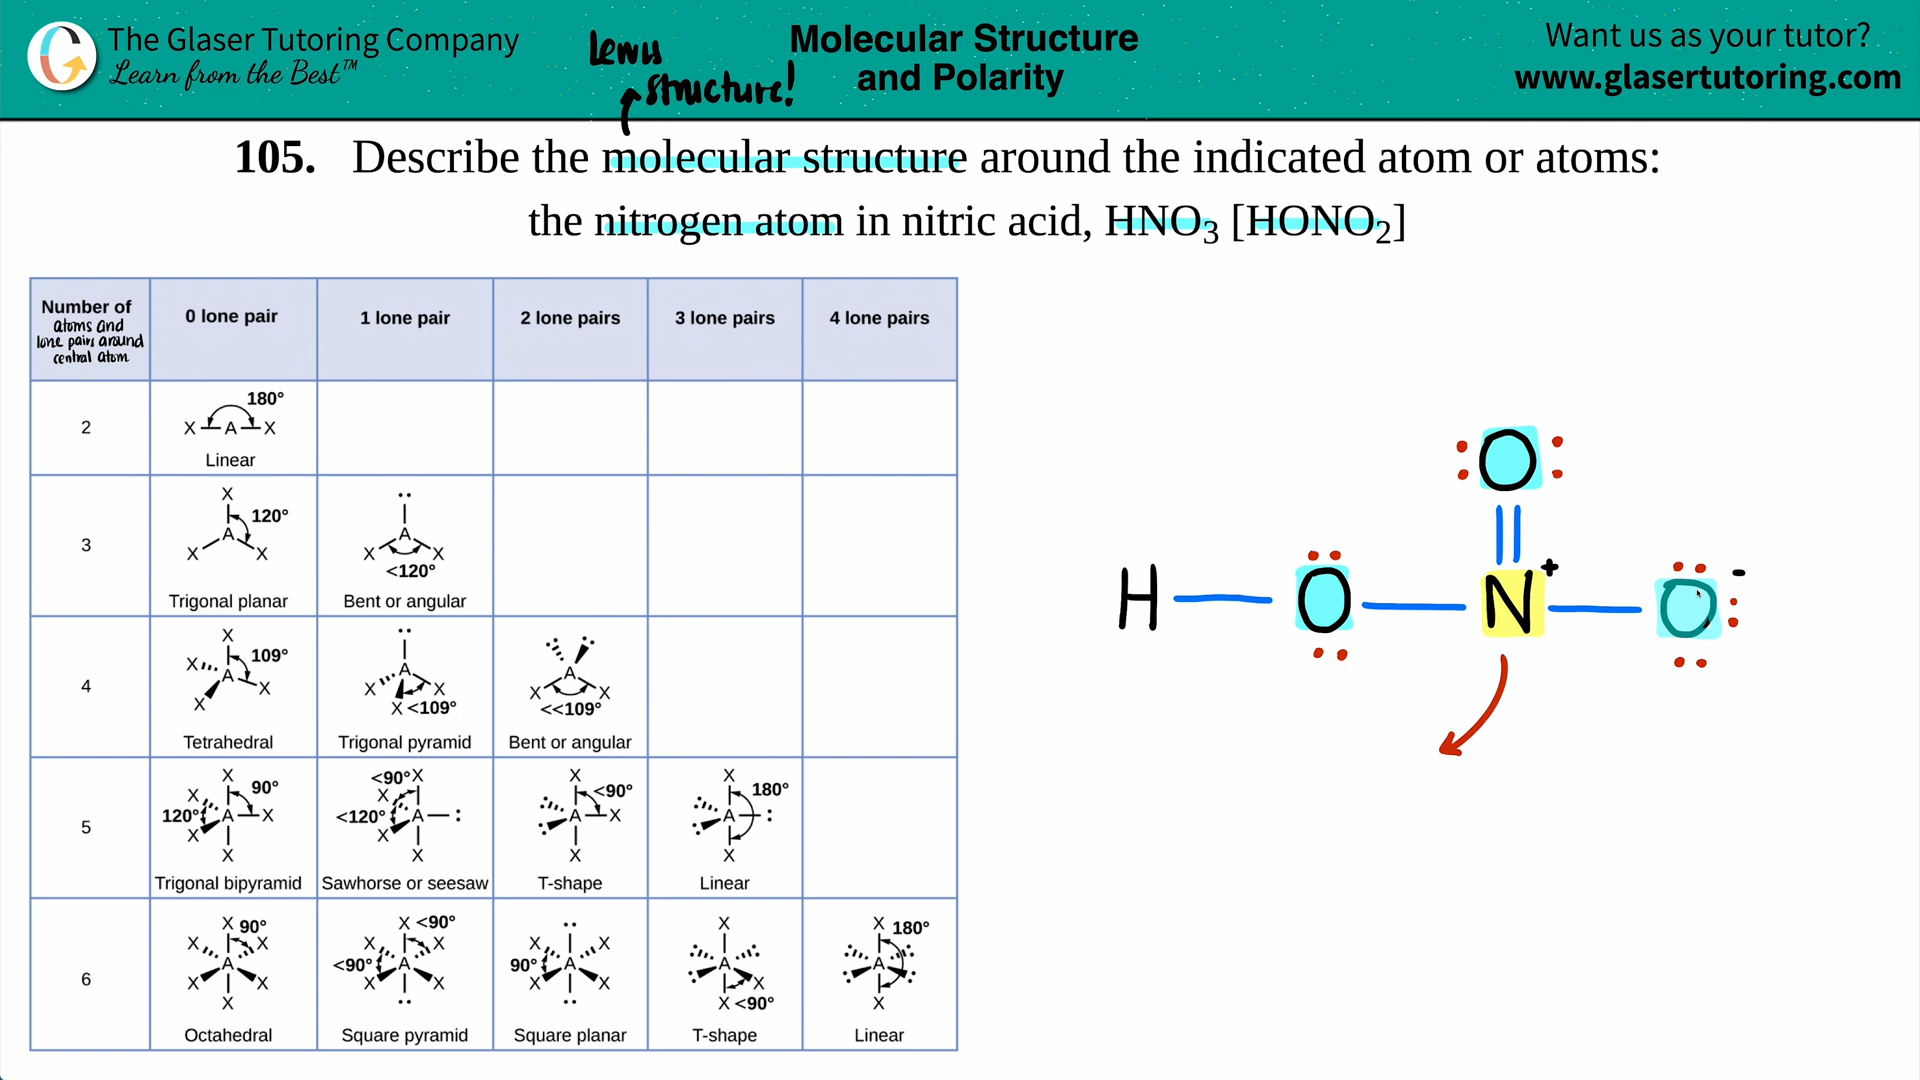 The Glaser Tutoring Company
Learn from the Best™
Lewis
structure!
Molecular Structure
and Polarity
Want us as your tutor?
www.glasertutoring.com
105. Describe the molecular structure around the indicated atom or atoms:
the nitrogen atom in nitric acid, HNO₃ [HONO₂]
Number of
atoms and
lone pairs around
central atom
0 lone pair
1 lone pair
2 lone pairs
3 lone pairs
4 lone pairs
2
180°
X A X
Linear
3
X
120°
A
X X
Trigonal planar
A
X X
<120°
Bent or angular
4
X
109°
X
A
X
X
Tetrahedral
A
X X
X <109°
Trigonal pyramid
A
X X
<<109°
Bent or angular
5
X
X 90°
120° A X
X
X
Trigonal bipyramid
<90° X
X
<120° A
X
X
Sawhorse or seesaw
X
<90°
A X
X
T-shape
X
180°
A
X
Linear
6
X 90°
X X
A
X X
X
Octahedral
X <90°
X X
<90° A
X X
Square pyramid
X X
90° A
X X
Square planar
X
A
X
X <90°
T-shape
X 180°
A
X
Linear
O
H O N + O -